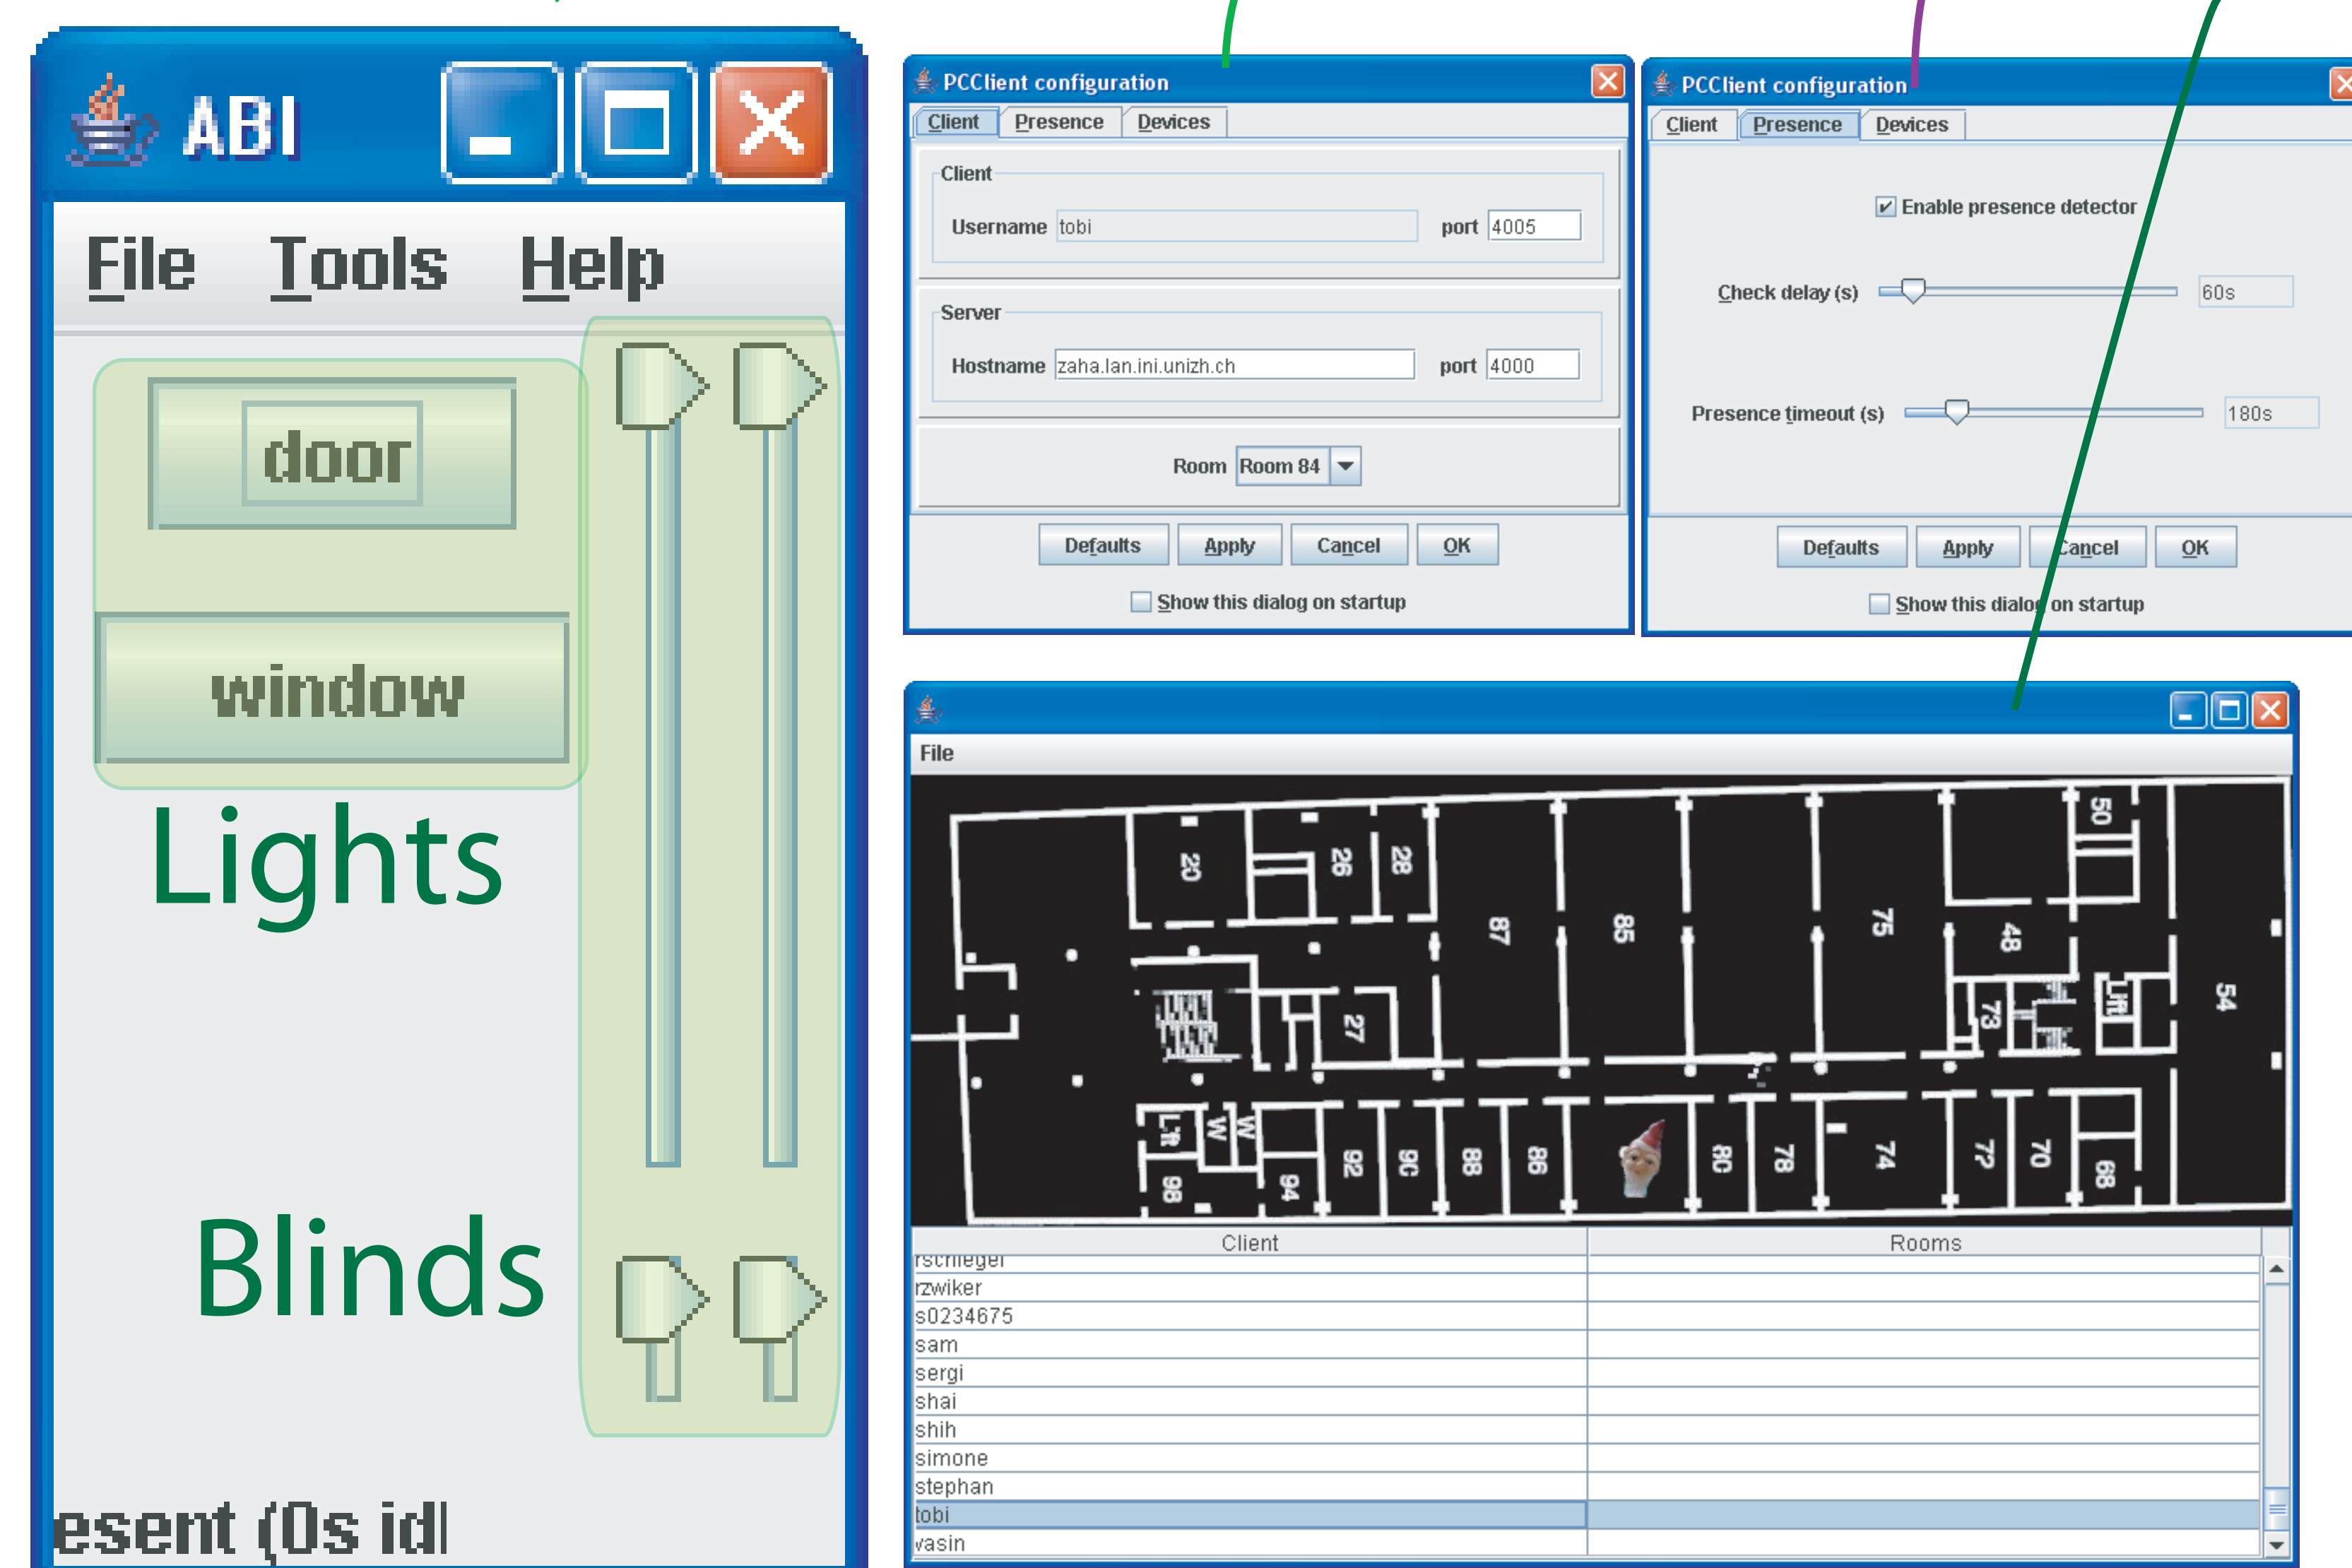 ABI
File Tools Help
door
window
Lights
Blinds
esent (0s idl
PCClient configuration
Client Presence Devices
Client
Username tobi port 4005
Server
Hostname zaha.lan.ini.unizh.ch port 4000
Room Room 84
Defaults Apply Cancel OK
Show this dialog on startup
PCClient configuration
Client Presence Devices
Enable presence detector
Check delay (s) 60s
Presence timeout (s) 180s
Defaults Apply Cancel OK
Show this dialog on startup
File
50
20 26 28
87 85 75 48
54
27 73 Lift
W W
92 90 88 86 80 78 74 72 70 68
98 94
Client Rooms
rschlegel
rzwiker
s0234675
sam
sergi
shai
shih
simone
stephan
tobi